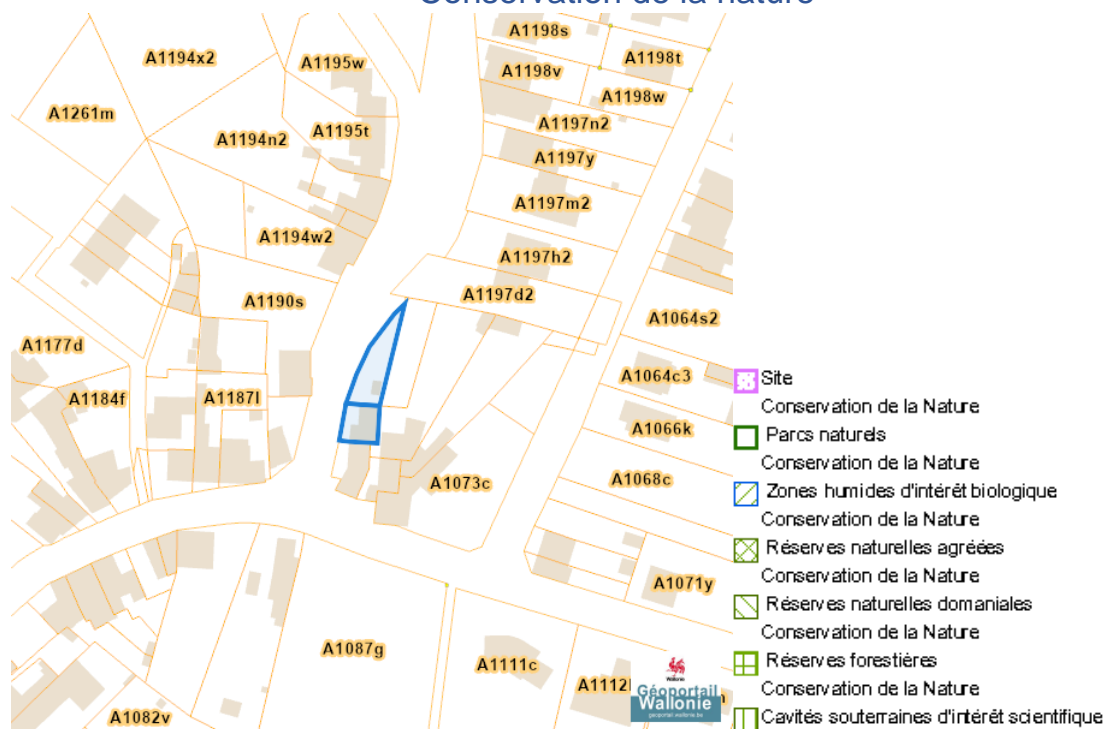 Conservation de la nature
A1198s
A1194x2
A1195w
A1198t
A1198v
A1198w
A1261m
A1197n2
A1195t
A1194n2
A1197y
A1197m2
A1194w2
A1197h2
A1197d2
A1190s
A1064s2
A1177d
A1064c3
A1184f
A1187l
A1066k
A1073c
A1068c
A1071y
A1087g
A1111c
A1082v
Site
Conservation de la Nature
Parcs naturels
Conservation de la Nature
Zones humides d'intérêt biologique
Conservation de la Nature
Réserves naturelles agréées
Conservation de la Nature
Réserves naturelles domaniales
Conservation de la Nature
Réserves forestières
Conservation de la Nature
Cavités souterraines d'intérêt scientifique
Wallonie
Géoportail
Wallonie
geoportail.wallonie.be